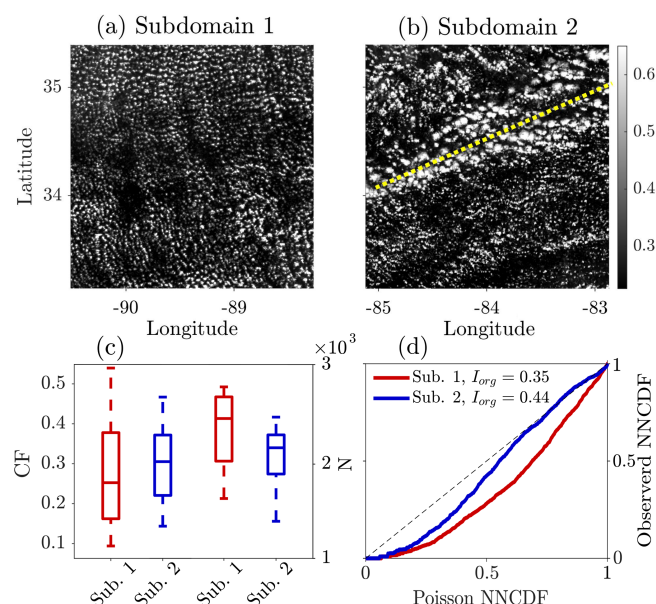 (a) Subdomain 1
(b) Subdomain 2
35
34
Latitude
-90
-89
Longitude
-85
-84
-83
Longitude
0.6
0.5
0.4
0.3
(c)
×10³
0.5
0.4
0.3
0.2
0.1
CF
3
2
1
N
Sub. 1
Sub. 2
Sub. 1
Sub. 2
(d)
Sub. 1, I_org = 0.35
Sub. 2, I_org = 0.44
1
0.5
0
Observerd NNCDF
0
0.5
1
Poisson NNCDF